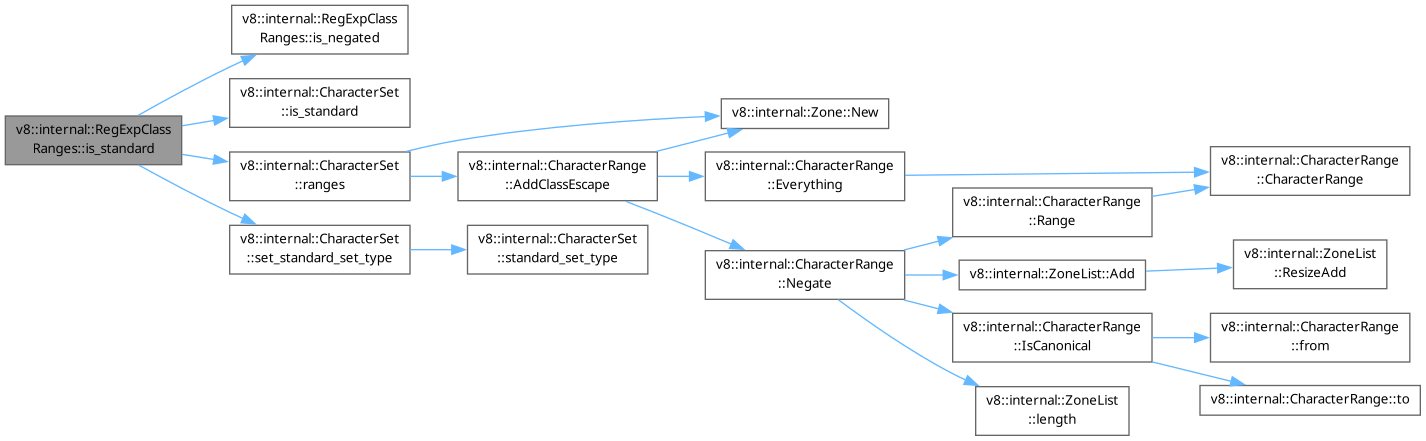 v8::internal::RegExpClass
Ranges::is_standard
v8::internal::RegExpClass
Ranges::is_negated
v8::internal::CharacterSet
::is_standard
v8::internal::CharacterSet
::ranges
v8::internal::CharacterSet
::set_standard_set_type
v8::internal::CharacterRange
::AddClassEscape
v8::internal::CharacterSet
::standard_set_type
v8::internal::Zone::New
v8::internal::CharacterRange
::Everything
v8::internal::CharacterRange
::Negate
v8::internal::CharacterRange
::Range
v8::internal::ZoneList::Add
v8::internal::CharacterRange
::IsCanonical
v8::internal::ZoneList
::length
v8::internal::CharacterRange
::CharacterRange
v8::internal::ZoneList
::ResizeAdd
v8::internal::CharacterRange
::from
v8::internal::CharacterRange::to